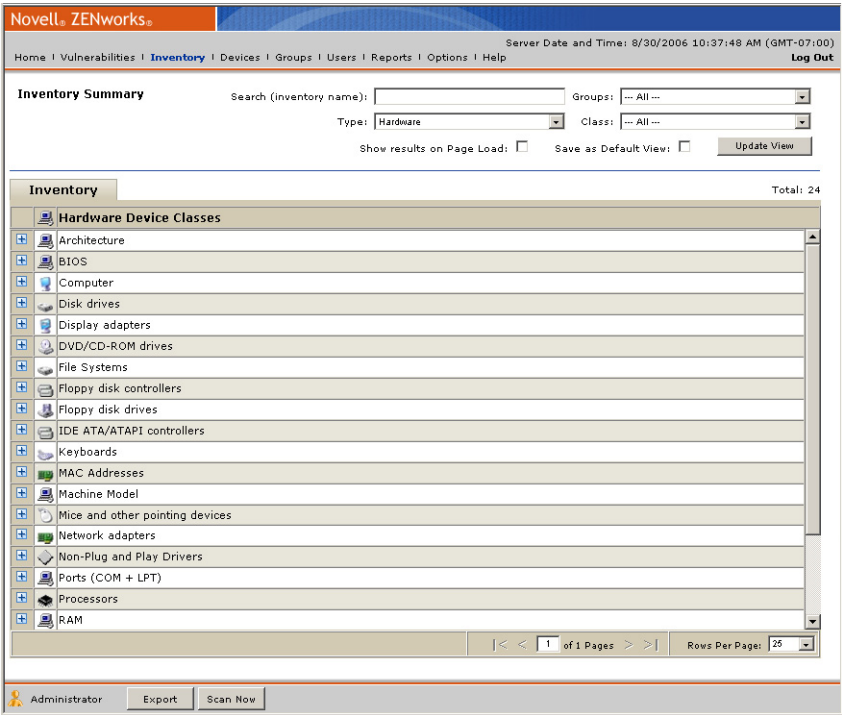 Novell® ZENworks®
Server Date and Time: 8/30/2006 10:37:48 AM (GMT-07:00)
Home | Vulnerabilities | Inventory | Devices | Groups | Users | Reports | Options | Help
Log Out
Inventory Summary
Search (inventory name):
Groups: --- All ---
Type: Hardware
Class: --- All ---
Show results on Page Load:
Save as Default View:
Update View
Inventory
Total: 24
Hardware Device Classes
Architecture
BIOS
Computer
Disk drives
Display adapters
DVD/CD-ROM drives
File Systems
Floppy disk controllers
Floppy disk drives
IDE ATA/ATAPI controllers
Keyboards
MAC Addresses
Machine Model
Mice and other pointing devices
Network adapters
Non-Plug and Play Drivers
Ports (COM + LPT)
Processors
RAM
|< < 1 of 1 Pages > >| Rows Per Page: 25
Administrator
Export
Scan Now